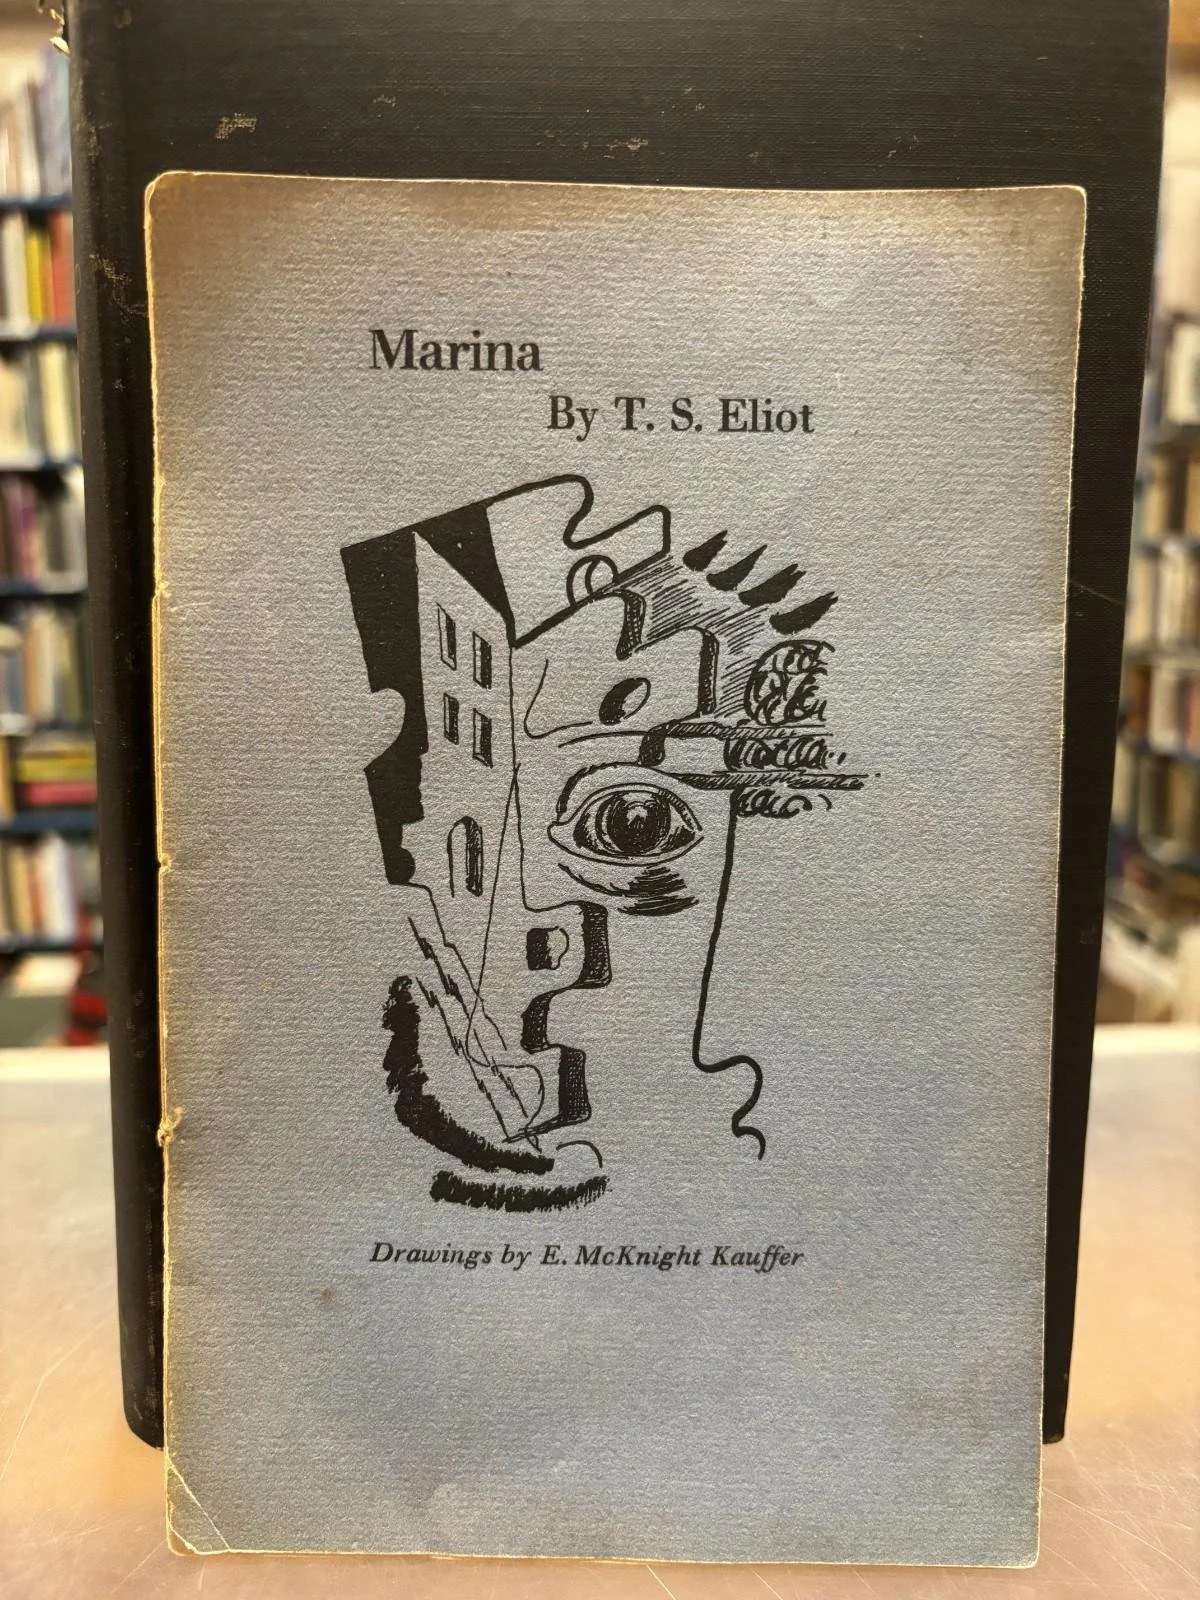 Marina
By T. S. Eliot
Drawings by E. McKnight Kauffer